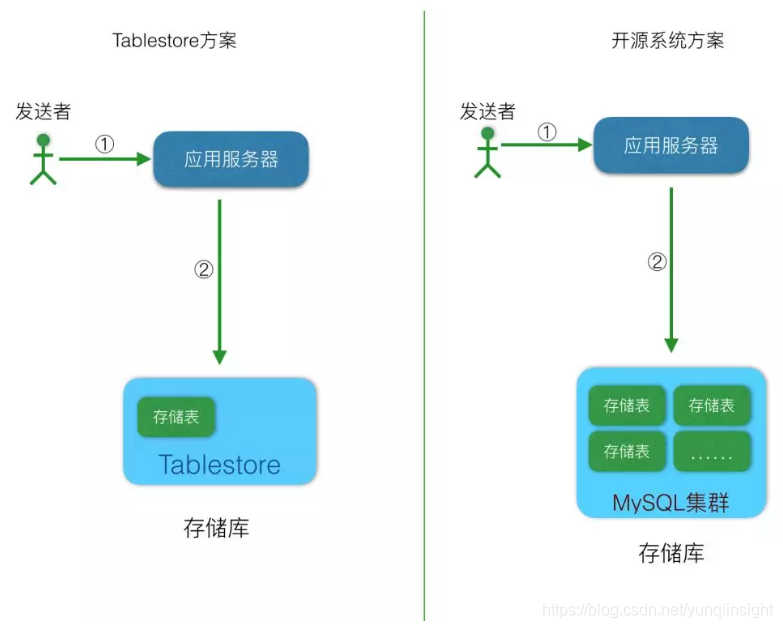 Tablestore方案
发送者
①
应用服务器
②
存储表
Tablestore
存储库
开源系统方案
发送者
①
应用服务器
②
存储表
存储表
存储表
......
MySQL集群
存储库
https://blog.csdn.net/yunqiinsight